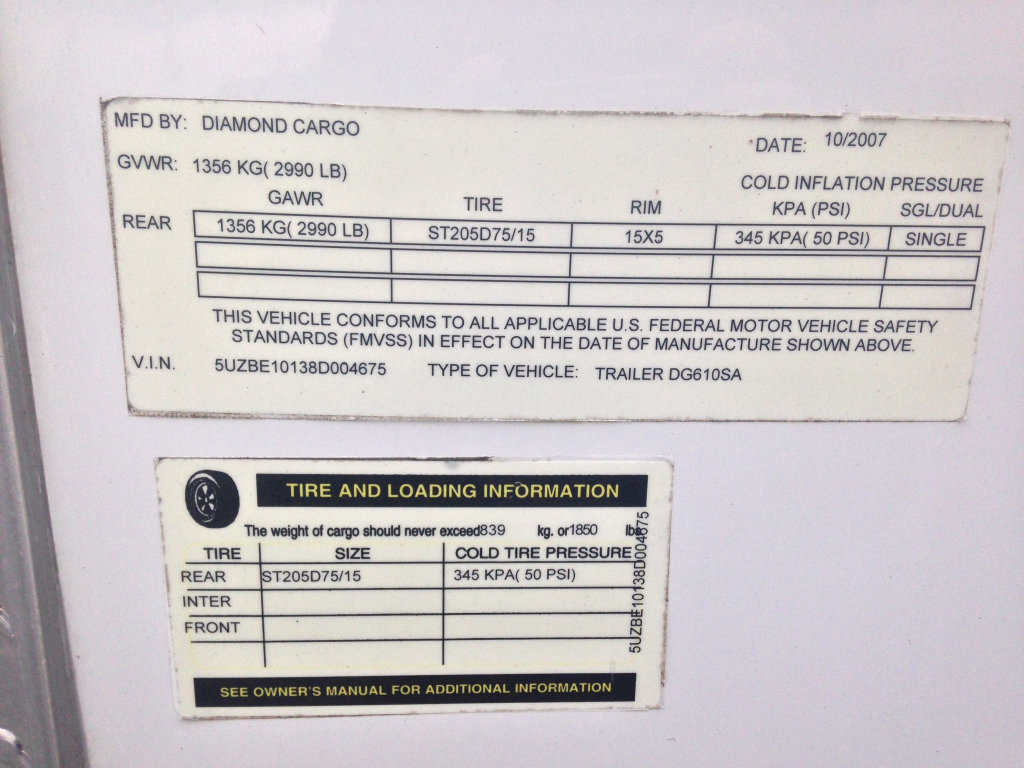 MFD BY: DIAMOND CARGO DATE: 10/2007
GVWR: 1356 KG( 2990 LB)
COLD INFLATION PRESSURE
GAWR TIRE RIM KPA (PSI) SGL/DUAL
REAR 1356 KG( 2990 LB) ST205D75/15 15X5 345 KPA( 50 PSI) SINGLE
THIS VEHICLE CONFORMS TO ALL APPLICABLE U.S. FEDERAL MOTOR VEHICLE SAFETY
STANDARDS (FMVSS) IN EFFECT ON THE DATE OF MANUFACTURE SHOWN ABOVE.
V.I.N. 5UZBE10138D004675 TYPE OF VEHICLE: TRAILER DG610SA
TIRE AND LOADING INFORMATION
The weight of cargo should never exceed 839 kg. or 1850 lbs
TIRE SIZE COLD TIRE PRESSURE
REAR ST205D75/15 345 KPA( 50 PSI)
INTER
FRONT
5UZBE10138D004675
SEE OWNER'S MANUAL FOR ADDITIONAL INFORMATION